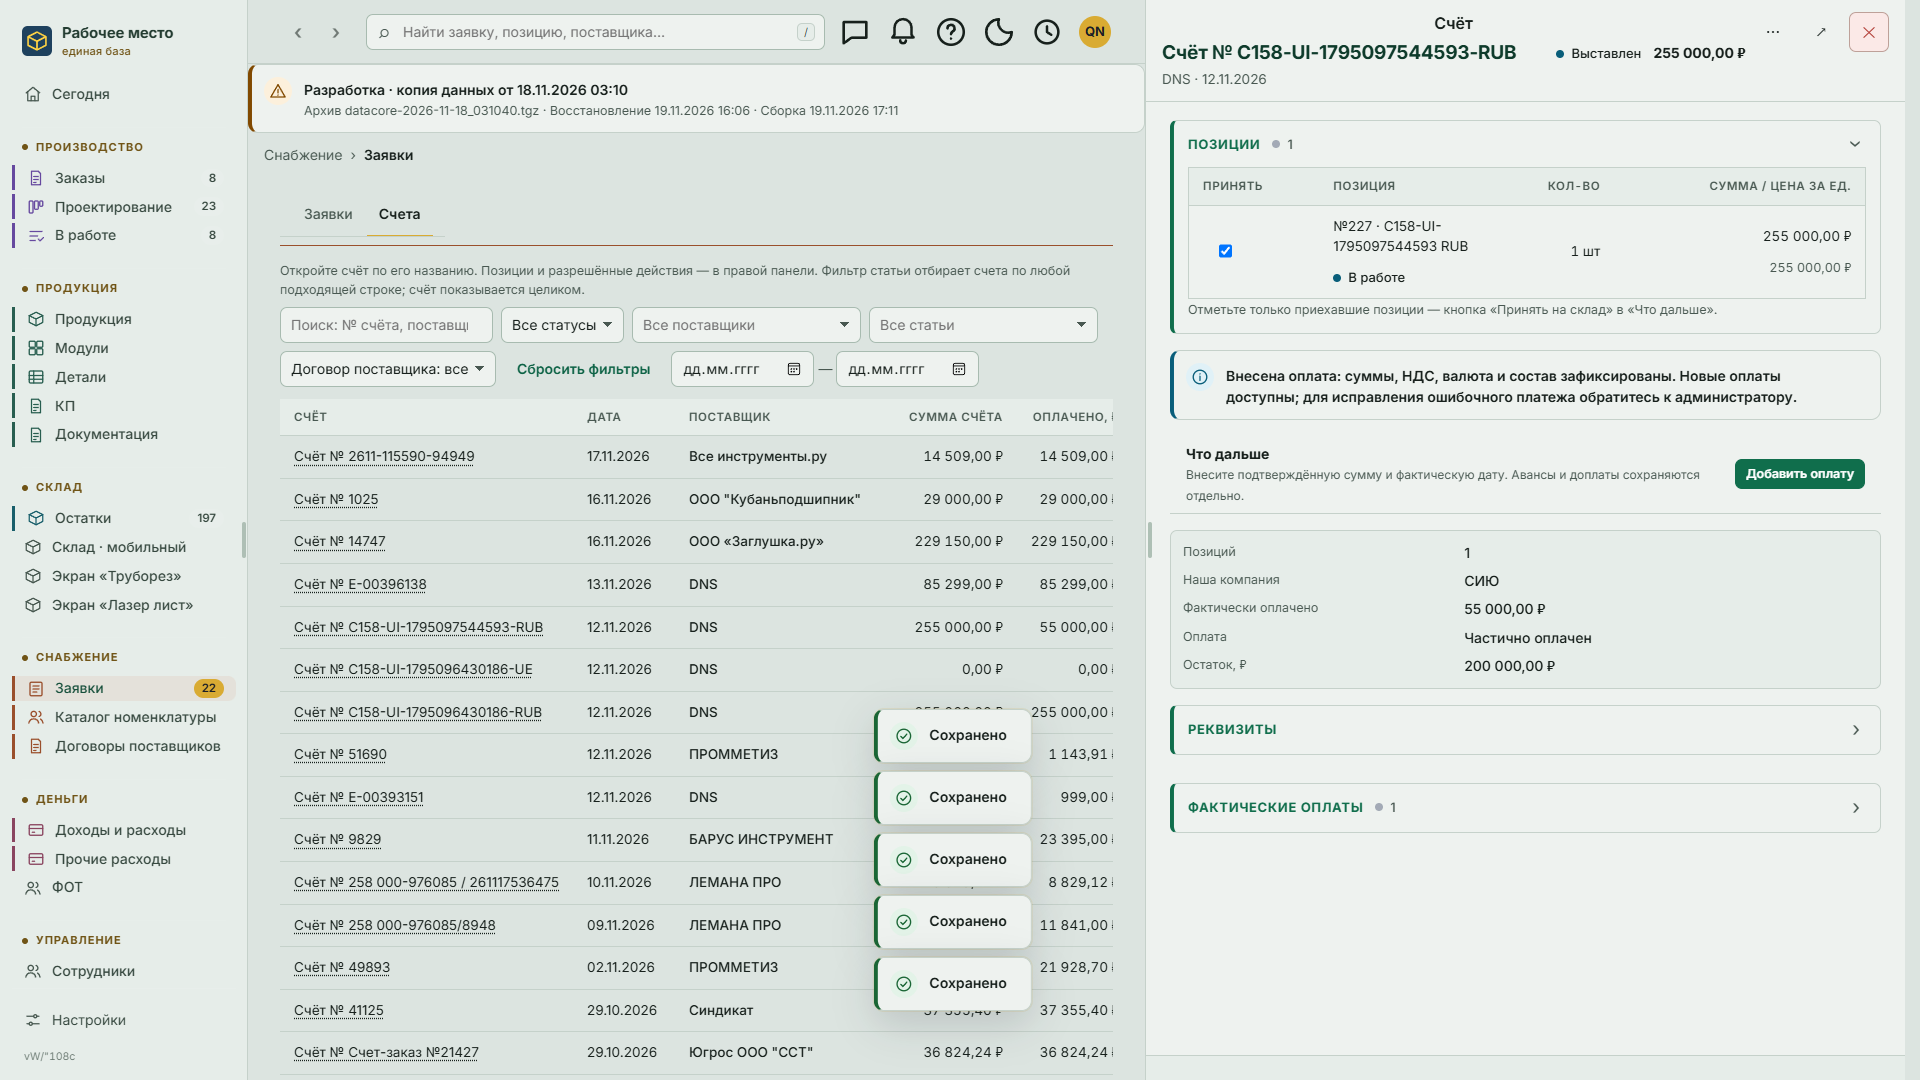 Рабочее место
единая база
Сегодня
ПРОИЗВОДСТВО
Заказы 8
Проектирование 23
В работе 8
ПРОДУКЦИЯ
Продукция
Модули
Детали
КП
Документация
СКЛАД
Остатки 197
Склад · мобильный
Экран «Труборез»
Экран «Лазер лист»
СНАБЖЕНИЕ
Заявки 22
Каталог номенклатуры
Договоры поставщиков
ДЕНЬГИ
Доходы и расходы
Прочие расходы
ФОТ
УПРАВЛЕНИЕ
Сотрудники
Настройки
vW/"108c
Найти заявку, позицию, поставщика... /
QN
Разработка · копия данных от 18.11.2026 03:10
Архив datacore-2026-11-18_031040.tgz · Восстановление 19.11.2026 16:06 · Сборка 19.11.2026 17:11
Снабжение › Заявки
Заявки Счета
Откройте счёт по его названию. Позиции и разрешённые действия — в правой панели. Фильтр статьи отбирает счета по любой
подходящей строке; счёт показывается целиком.
Поиск: № счёта, поставщ Все статусы Все поставщики Все статьи
Договор поставщика: все Сбросить фильтры дд.мм.гггг — дд.мм.гггг
СЧЁТ ДАТА ПОСТАВЩИК СУММА СЧЁТА ОПЛАЧЕНО,
Счёт № 2611-115590-94949 17.11.2026 Все инструменты.ру 14 509,00 ₽ 14 509,00
Счёт № 1025 16.11.2026 ООО "Кубаньподшипник" 29 000,00 ₽ 29 000,00
Счёт № 14747 16.11.2026 ООО «Заглушка.ру» 229 150,00 ₽ 229 150,00
Счёт № E-00396138 13.11.2026 DNS 85 299,00 ₽ 85 299,00
Счёт № C158-UI-1795097544593-RUB 12.11.2026 DNS 255 000,00 ₽ 55 000,00
Счёт № C158-UI-1795096430186-UE 12.11.2026 DNS 0,00 ₽ 0,00
Счёт № C158-UI-1795096430186-RUB 12.11.2026 DNS 255 000,00
Счёт № 51690 12.11.2026 ПРОММЕТИЗ 1 143,91
Счёт № E-00393151 12.11.2026 DNS 999,00
Счёт № 9829 11.11.2026 БАРУС ИНСТРУМЕНТ 23 395,00
Счёт № 258 000-976085 / 261117536475 10.11.2026 ЛЕМАНА ПРО 8 829,12
Счёт № 258 000-976085/8948 09.11.2026 ЛЕМАНА ПРО 11 841,00
Счёт № 49893 02.11.2026 ПРОММЕТИЗ 21 928,70
Счёт № 41125 29.10.2026 Синдикат 37 355,40
Счёт № Счет-заказ №21427 29.10.2026 Югрос ООО "ССТ" 36 824,24 ₽ 36 824,24
Сохранено
Сохранено
Сохранено
Сохранено
Сохранено
Счёт
Счёт № C158-UI-1795097544593-RUB Выставлен 255 000,00 ₽
DNS · 12.11.2026
ПОЗИЦИИ 1
ПРИНЯТЬ ПОЗИЦИЯ КОЛ-ВО СУММА / ЦЕНА ЗА ЕД.
№227 · C158-UI-
1795097544593 RUB
В работе
1 шт
255 000,00 ₽
255 000,00 ₽
Отметьте только приехавшие позиции — кнопка «Принять на склад» в «Что дальше».
Внесена оплата: суммы, НДС, валюта и состав зафиксированы. Новые оплаты
доступны; для исправления ошибочного платежа обратитесь к администратору.
Что дальше
Внесите подтверждённую сумму и фактическую дату. Авансы и доплаты сохраняются
отдельно.
Добавить оплату
Позиций 1
Наша компания СИЮ
Фактически оплачено 55 000,00 ₽
Оплата Частично оплачен
Остаток, ₽ 200 000,00 ₽
РЕКВИЗИТЫ
ФАКТИЧЕСКИЕ ОПЛАТЫ 1